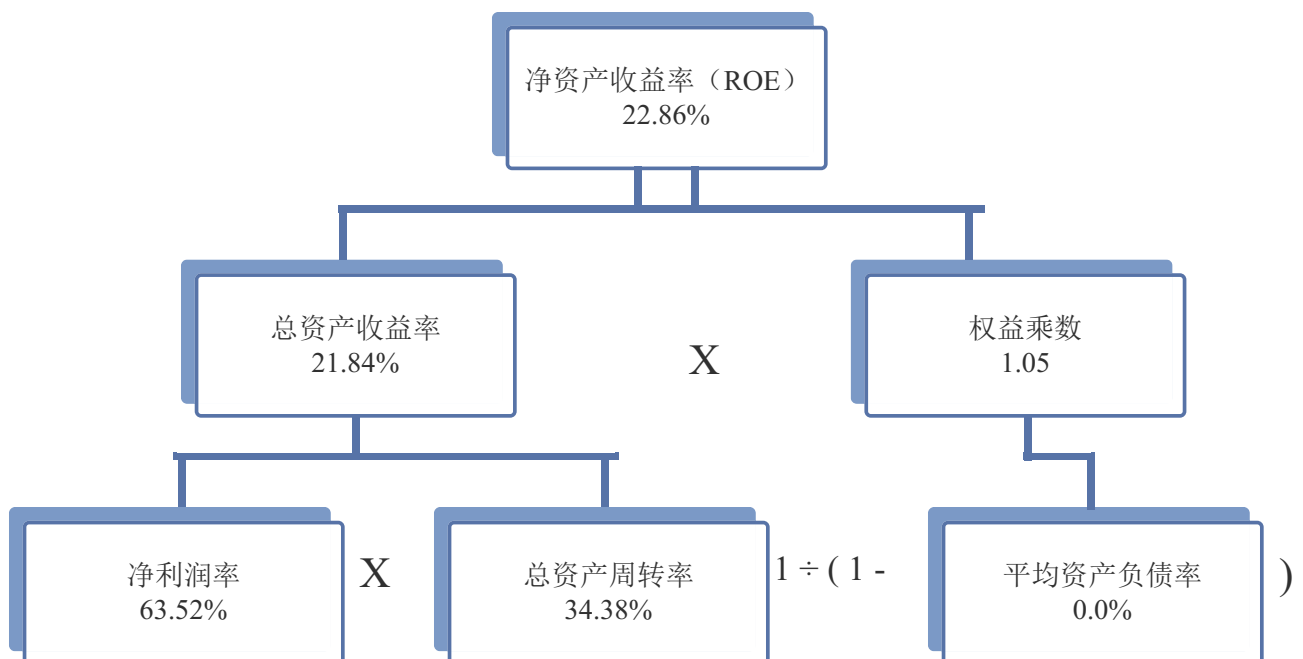 净资产收益率（ROE）
22.86%
总资产收益率
21.84%
X
权益乘数
1.05
净利润率
63.52%
X
总资产周转率
34.38%
1 ÷ ( 1 -
平均资产负债率
0.0%
)